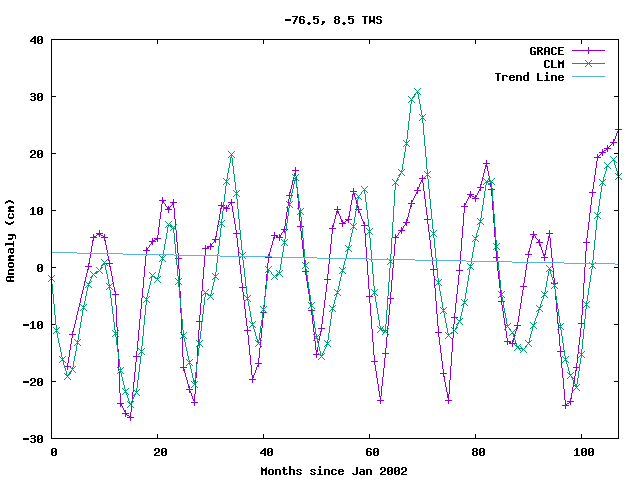 -76.5, 8.5 TWS
GRACE
CLM
Trend Line
40
30
20
10
0
-10
-20
-30
Anomaly (cm)
0 20 40 60 80 100
Months since Jan 2002